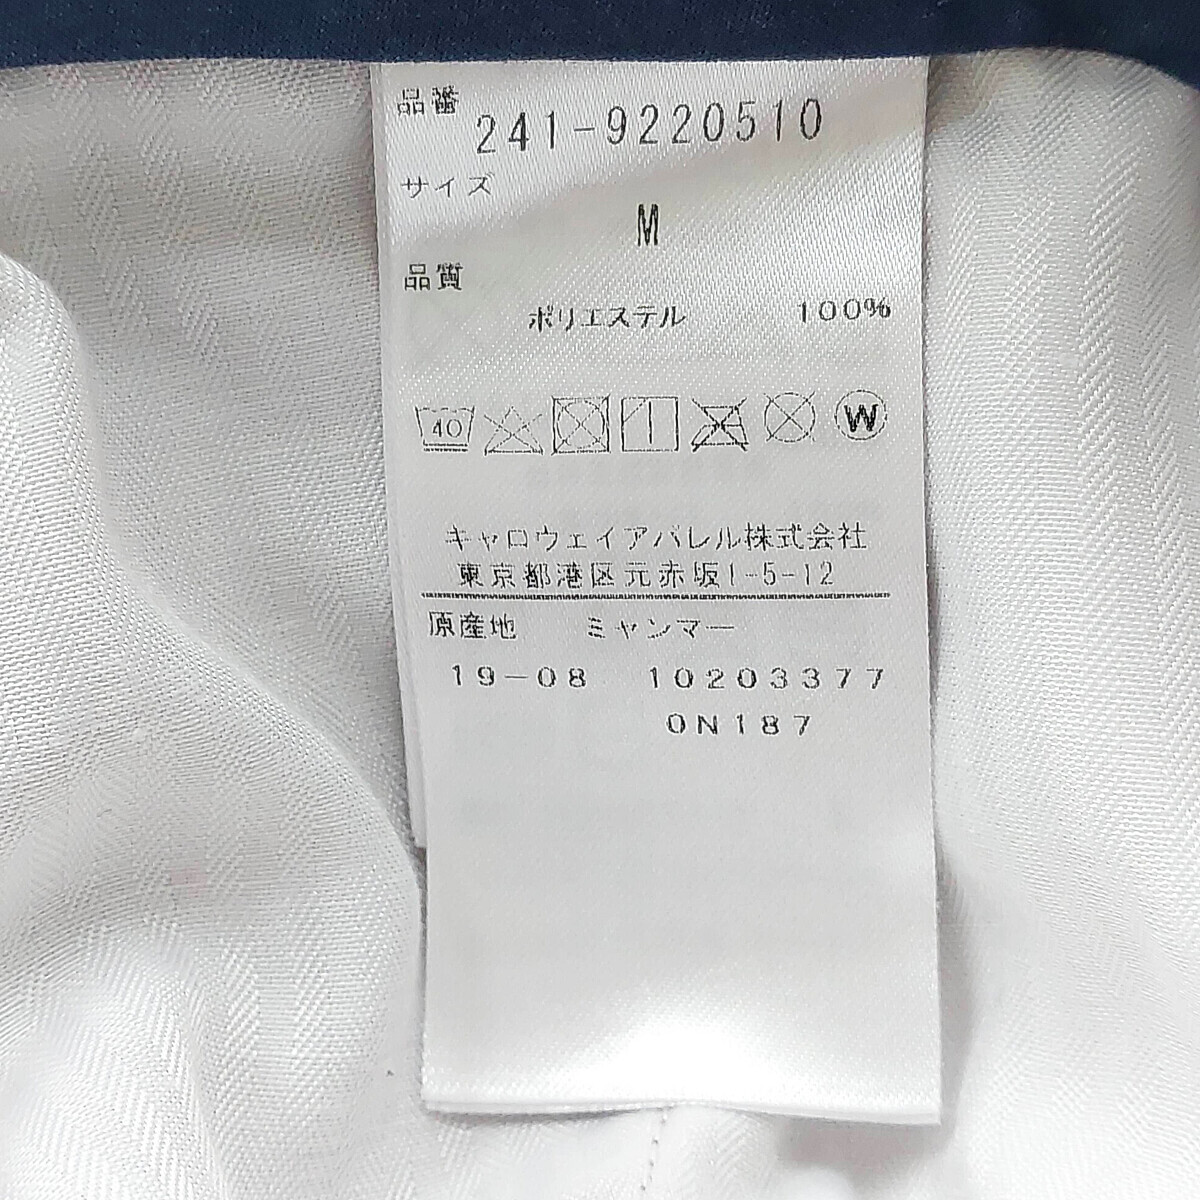 品番
241-9220510
サイズ
M
品質
ポリエステル 100%
40 W
キャロウェイアパレル株式会社
東京都港区元赤坂1-5-12
原産地 ミャンマー
19-08 10203377
0N187